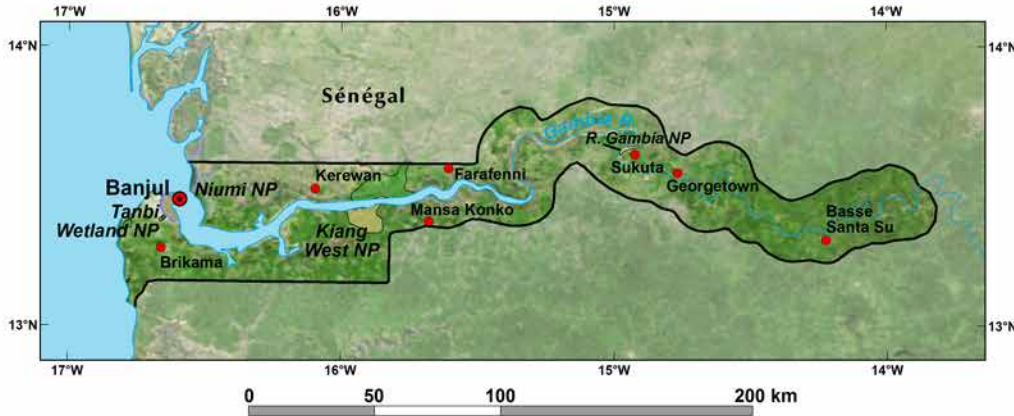 17°W
16°W
15°W
14°W
14°N
14°N
Sénégal
Gambia R.
R. Gambia NP
Sukuta
Kerewan
Farafenni
Georgetown
Banjul
Niumi NP
Tanbi
Wetland NP
Mansa Konko
Basse
Santa Su
Kiang
West NP
Brikama
13°N
13°N
17°W
16°W
15°W
14°W
0
50
100
200 km